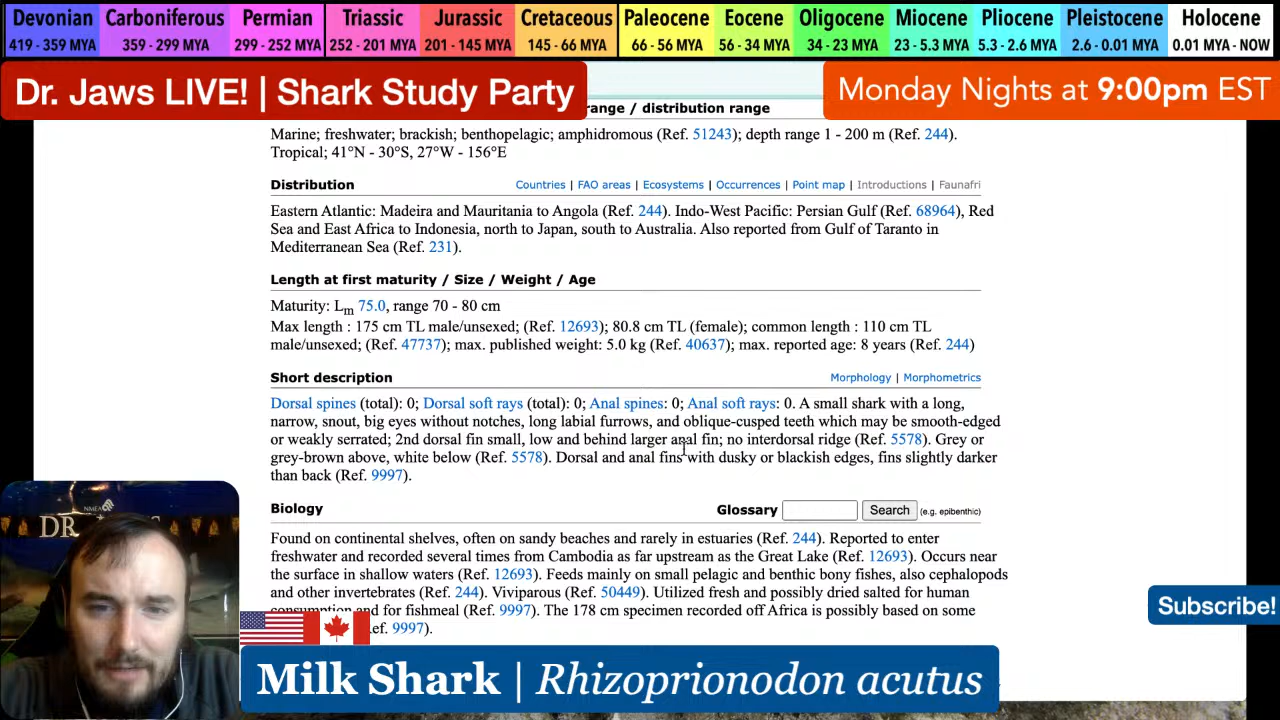 Devonian Carboniferous Permian Triassic Jurassic Cretaceous Paleocene Eocene Oligocene Miocene Pliocene Pleistocene Holocene
419 - 359 MYA 359 - 299 MYA 299 - 252 MYA 252 - 201 MYA 201 - 145 MYA 145 - 66 MYA 66 - 56 MYA 56 - 34 MYA 34 - 23 MYA 23 - 5.3 MYA 5.3 - 2.6 MYA 2.6 - 0.01 MYA 0.01 MYA - NOW
Dr. Jaws LIVE! | Shark Study Party
Monday Nights at 9:00pm EST
range / distribution range
Marine; freshwater; brackish; benthopelagic; amphidromous (Ref. 51243); depth range 1 - 200 m (Ref. 244).
Tropical; 41°N - 30°S, 27°W - 156°E
Distribution Countries | FAO areas | Ecosystems | Occurrences | Point map | Introductions | Faunafri
Eastern Atlantic: Madeira and Mauritania to Angola (Ref. 244). Indo-West Pacific: Persian Gulf (Ref. 68964), Red
Sea and East Africa to Indonesia, north to Japan, south to Australia. Also reported from Gulf of Taranto in
Mediterranean Sea (Ref. 231).
Length at first maturity / Size / Weight / Age
Maturity: Lm 75.0, range 70 - 80 cm
Max length : 175 cm TL male/unsexed; (Ref. 12693); 80.8 cm TL (female); common length : 110 cm TL
male/unsexed; (Ref. 47737); max. published weight: 5.0 kg (Ref. 40637); max. reported age: 8 years (Ref. 244)
Short description Morphology | Morphometrics
Dorsal spines (total): 0; Dorsal soft rays (total): 0; Anal spines: 0; Anal soft rays: 0. A small shark with a long,
narrow, snout, big eyes without notches, long labial furrows, and oblique-cusped teeth which may be smooth-edged
or weakly serrated; 2nd dorsal fin small, low and behind larger anal fin; no interdorsal ridge (Ref. 5578). Grey or
grey-brown above, white below (Ref. 5578). Dorsal and anal fins with dusky or blackish edges, fins slightly darker
than back (Ref. 9997).
Biology Glossary Search (e.g. epibenthic)
Found on continental shelves, often on sandy beaches and rarely in estuaries (Ref. 244). Reported to enter
freshwater and recorded several times from Cambodia as far upstream as the Great Lake (Ref. 12693). Occurs near
the surface in shallow waters (Ref. 12693). Feeds mainly on small pelagic and benthic bony fishes, also cephalopods
and other invertebrates (Ref. 244). Viviparous (Ref. 50449). Utilized fresh and possibly dried salted for human
consumption and for fishmeal (Ref. 9997). The 178 cm specimen recorded off Africa is possibly based on some
ef. 9997).
NMEA
DR
Subscribe!
Milk Shark | Rhizoprionodon acutus